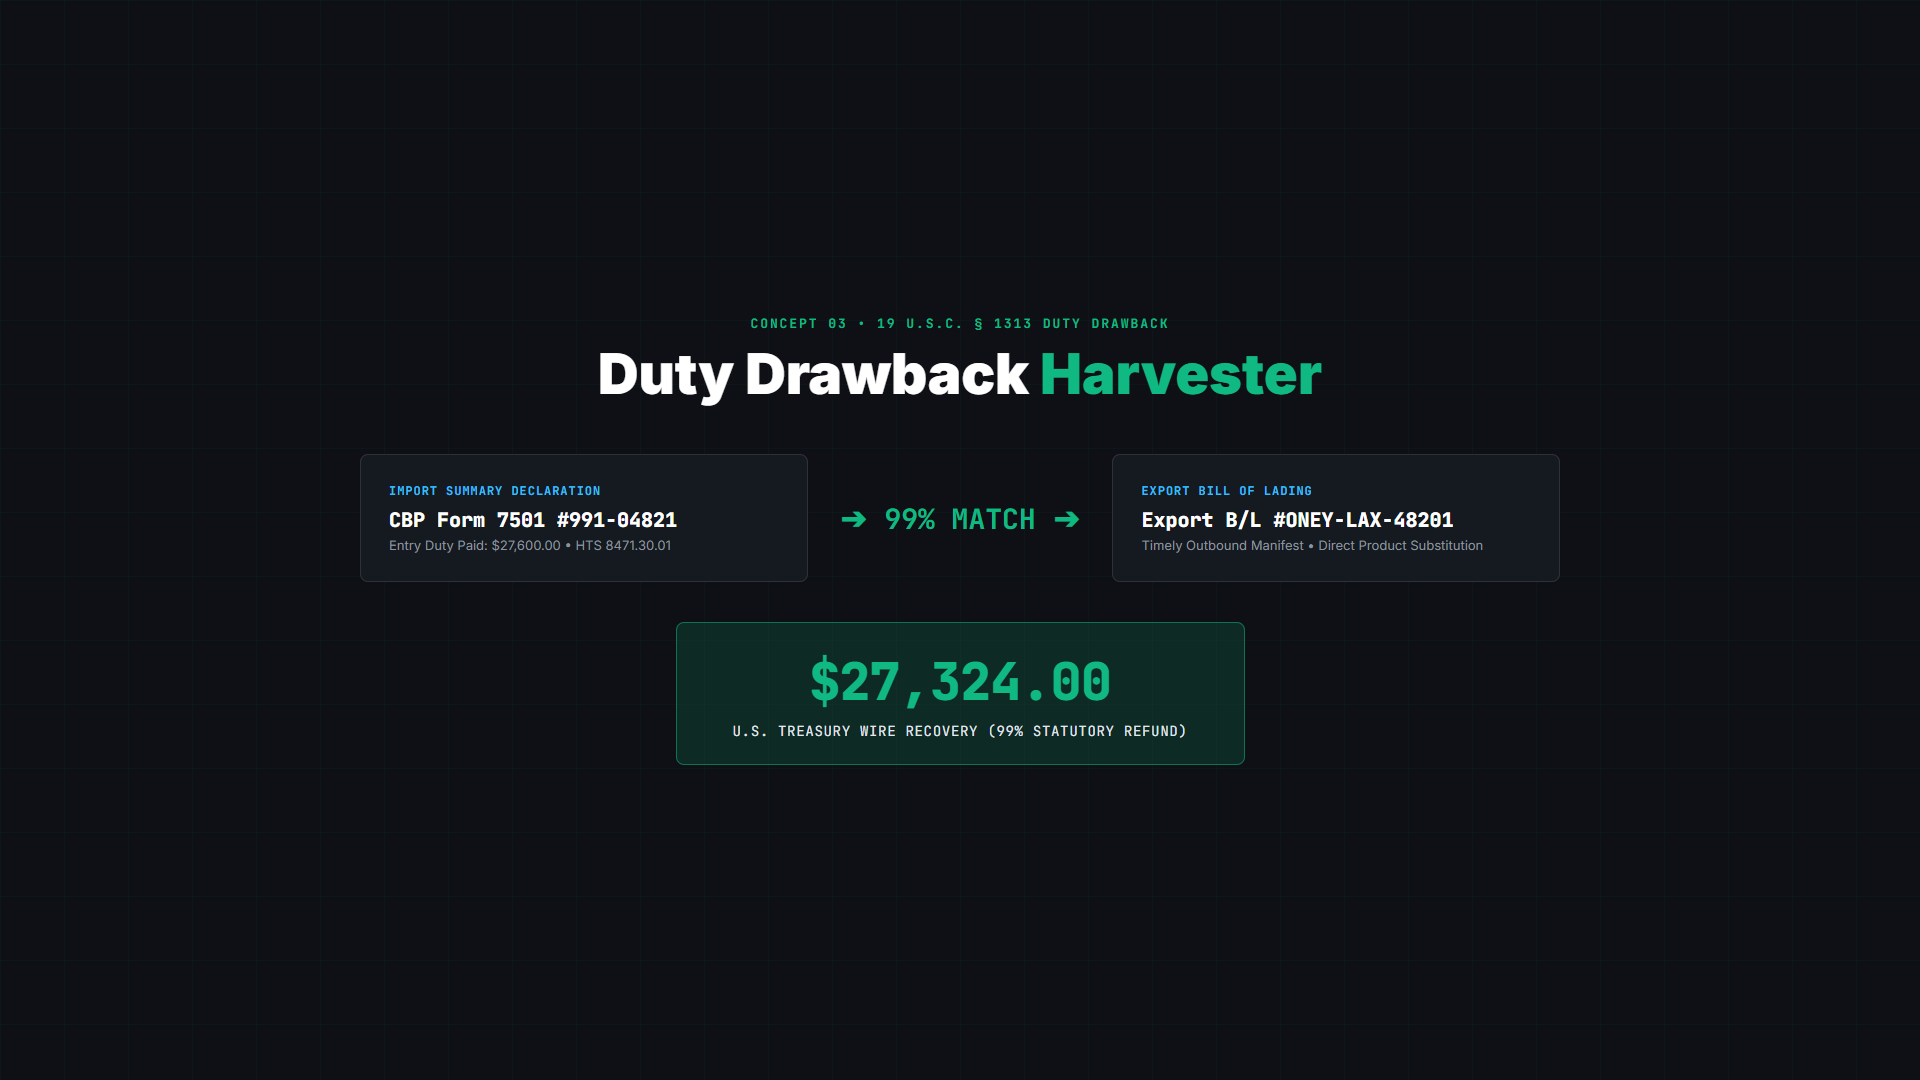 CONCEPT 03 • 19 U.S.C. § 1313 DUTY DRAWBACK
Duty Drawback Harvester
IMPORT SUMMARY DECLARATION
CBP Form 7501 #991-04821
Entry Duty Paid: $27,600.00 • HTS 8471.30.01
➔ 99% MATCH ➔
EXPORT BILL OF LADING
Export B/L #ONEY-LAX-48201
Timely Outbound Manifest • Direct Product Substitution
$27,324.00
U.S. TREASURY WIRE RECOVERY (99% STATUTORY REFUND)